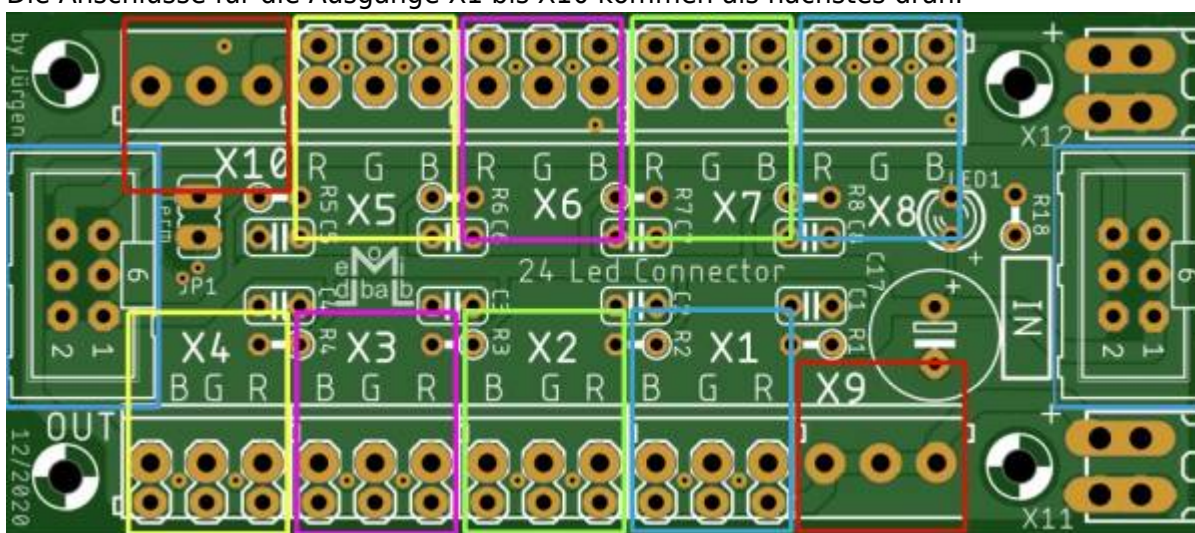 Die Anschlüsse für die Ausgänge X1 bis X10 kommen als nächstes dran.
by Jürgen
X10
R G B
R G B
R G B
R G B
X12
X5
X6
X7
X8
R5
C5
R6
C6
R7
C7
R8
LED1
R18
JP1
6
2 1
e M o i
d ba l b
24 Led Connector
C17
IN
6
2 1
C4
C3
C2
C1
X4
R4
X3
R3
X2
R2
X1
R1
B G R
B G R
B G R
B G R
X9
OUT
12/2020
X11